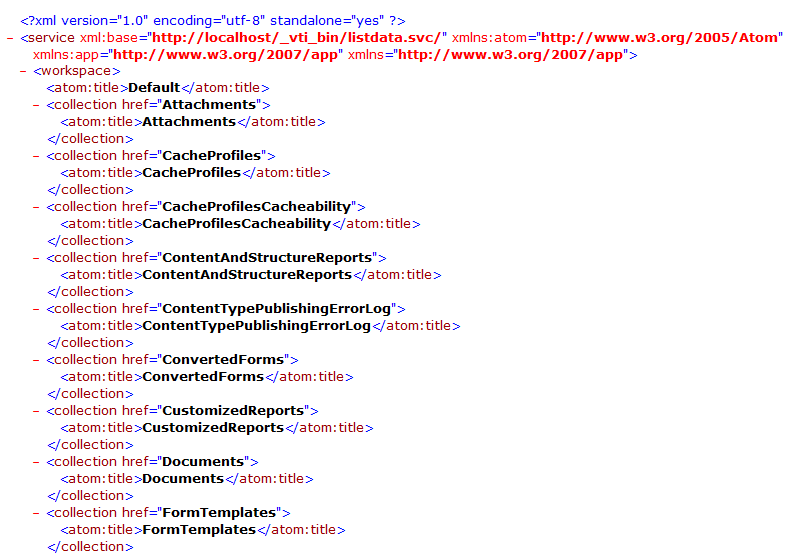 <?xml version="1.0" encoding="utf-8" standalone="yes" ?>
- <service xml:base="http://localhost/_vti_bin/listdata.svc/" xmlns:atom="http://www.w3.org/2005/Atom"
xmlns:app="http://www.w3.org/2007/app" xmlns="http://www.w3.org/2007/app">
- <workspace>
<atom:title>Default</atom:title>
- <collection href="Attachments">
<atom:title>Attachments</atom:title>
</collection>
- <collection href="CacheProfiles">
<atom:title>CacheProfiles</atom:title>
</collection>
- <collection href="CacheProfilesCacheability">
<atom:title>CacheProfilesCacheability</atom:title>
</collection>
- <collection href="ContentAndStructureReports">
<atom:title>ContentAndStructureReports</atom:title>
</collection>
- <collection href="ContentTypePublishingErrorLog">
<atom:title>ContentTypePublishingErrorLog</atom:title>
</collection>
- <collection href="ConvertedForms">
<atom:title>ConvertedForms</atom:title>
</collection>
- <collection href="CustomizedReports">
<atom:title>CustomizedReports</atom:title>
</collection>
- <collection href="Documents">
<atom:title>Documents</atom:title>
</collection>
- <collection href="FormTemplates">
<atom:title>FormTemplates</atom:title>
</collection>